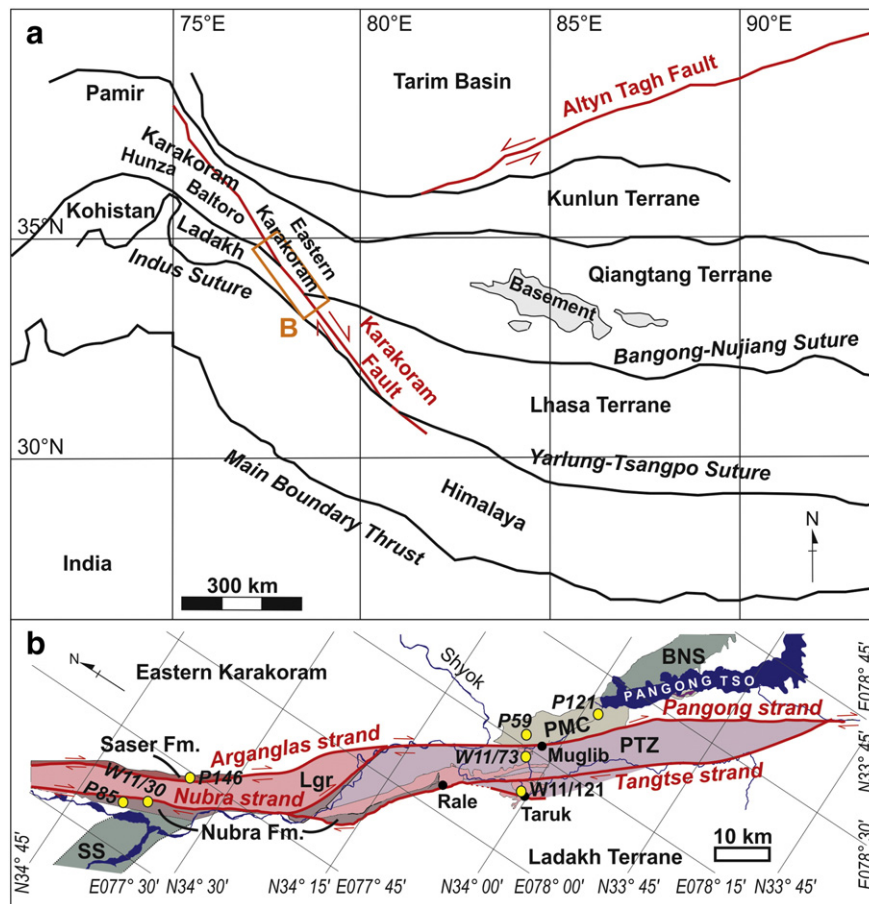 a
75°E
80°E
85°E
90°E
Tarim Basin
Altyn Tagh Fault
Pamir
Karakoram
Hunza
Baltoro
Kunlun Terrane
Kohistan
35°N
Ladakh
Karakoram
Eastern
Qiangtang Terrane
Indus Suture
Basement
B
Karakoram
Fault
Bangong-Nujiang Suture
Lhasa Terrane
30°N
Yarlung-Tsangpo Suture
Main Boundary Thrust
Himalaya
N
India
300 km
b
N
Eastern Karakoram
Shyok
BNS
PANGONG TSO
E078° 45'
P121
P59
PMC
Pangong strand
Saser Fm.
Arganglas strand
W11/73
Muglib
PTZ
N33° 45'
W11/30
P146
Lgr.
P85
Nubra strand
Tangtse strand
W11/121
Rale
Taruk
Nubra Fm.
E078° 30'
SS
10 km
Ladakh Terrane
N34° 45'
E077° 30'
N34° 30'
N34° 15'
E077° 45'
N34° 00'
E078° 00'
N33° 45'
E078° 15'
N33° 45'